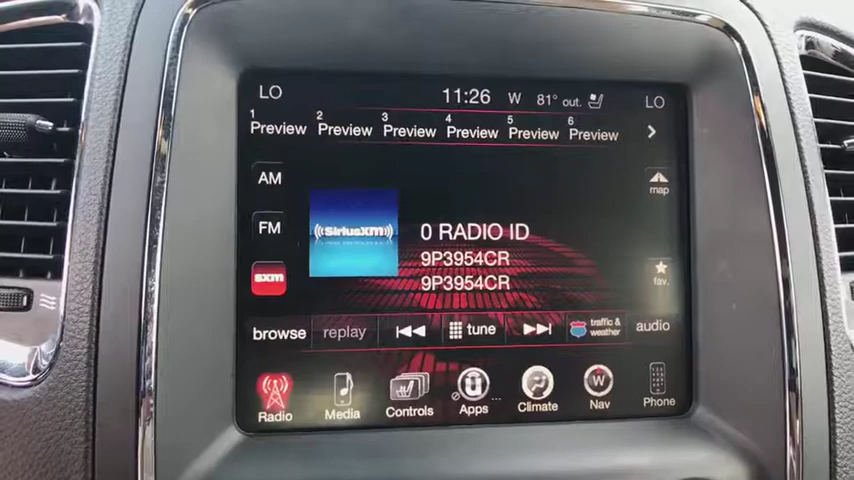 LO 11:26 W 81° out. LO
1 Preview 2 Preview 3 Preview 4 Preview 5 Preview 6 Preview
AM
map
FM
SiriusXM
0 RADIO ID
9P3954CR
9P3954CR
sxm
fav.
browse replay tune traffic & weather audio
Radio Media Controls Apps Climate Nav Phone